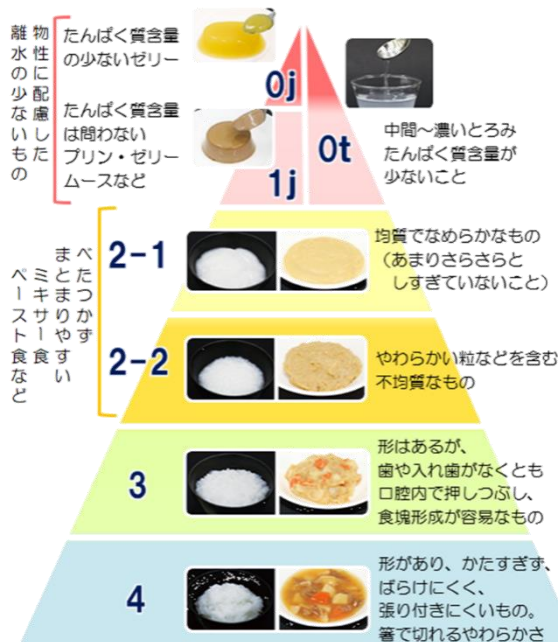 物性に配慮した
離水の少ないもの
たんぱく質含量
の少ないゼリー
0j
たんぱく質含量
は問わない
プリン・ゼリー
ムースなど
1j
0t
中間～濃いとろみ
たんぱく質含量が
少ないこと
べたつかず
まとまりやすい
ミキサー食
ペースト食など
2-1
均質でなめらかなもの
（あまりさらさらと
しすぎていないこと）
2-2
やわらかい粒などを含む
不均質なもの
3
形はあるが、
歯や入れ歯がなくとも
口腔内で押しつぶし、
食塊形成が容易なもの
4
形があり、かたすぎず、
ばらけにくく、
張り付きにくいもの。
箸で切れるやわらかさ